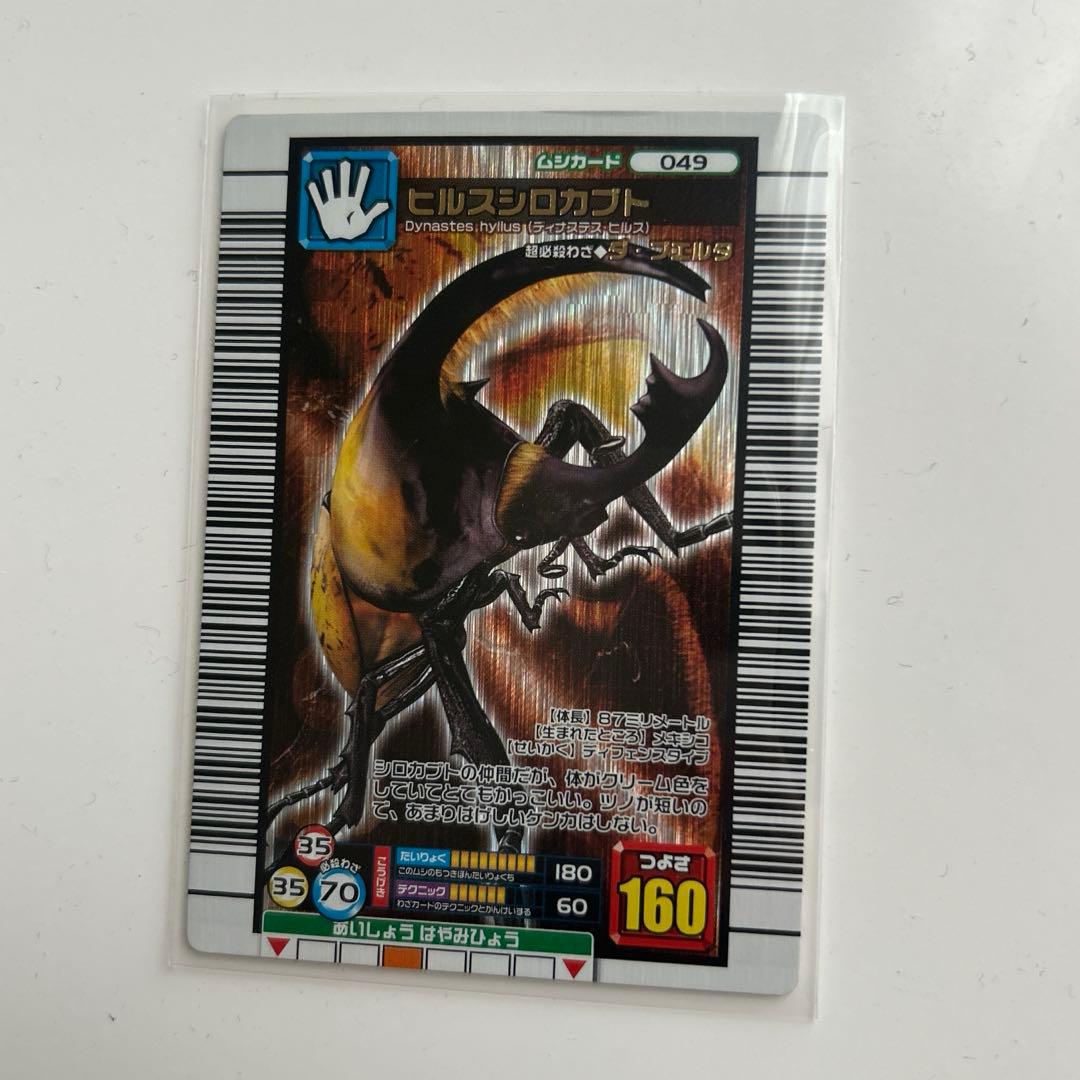 ムシカード 049
ヒルスシロカブト
Dynastes hyllus (ディナステス・ヒルス)
超必殺わざ◆ダ・フェルタ
【体長】87ミリメートル
【生まれたところ】メキシコ
【せいかく】ディフェンスタイプ
シロカブトの仲間だが、体がクリーム色を
していてとてもかっこいい。ツノが短いの
で、あまりはげしいケンカはしない。
35
必殺わざ
35
70
こうげき
たいりょく 180
このムシのもつきほんたいりょくち
テクニック 60
わざカードのテクニックとかんけいする
つよさ
160
あいしょう はやみひょう